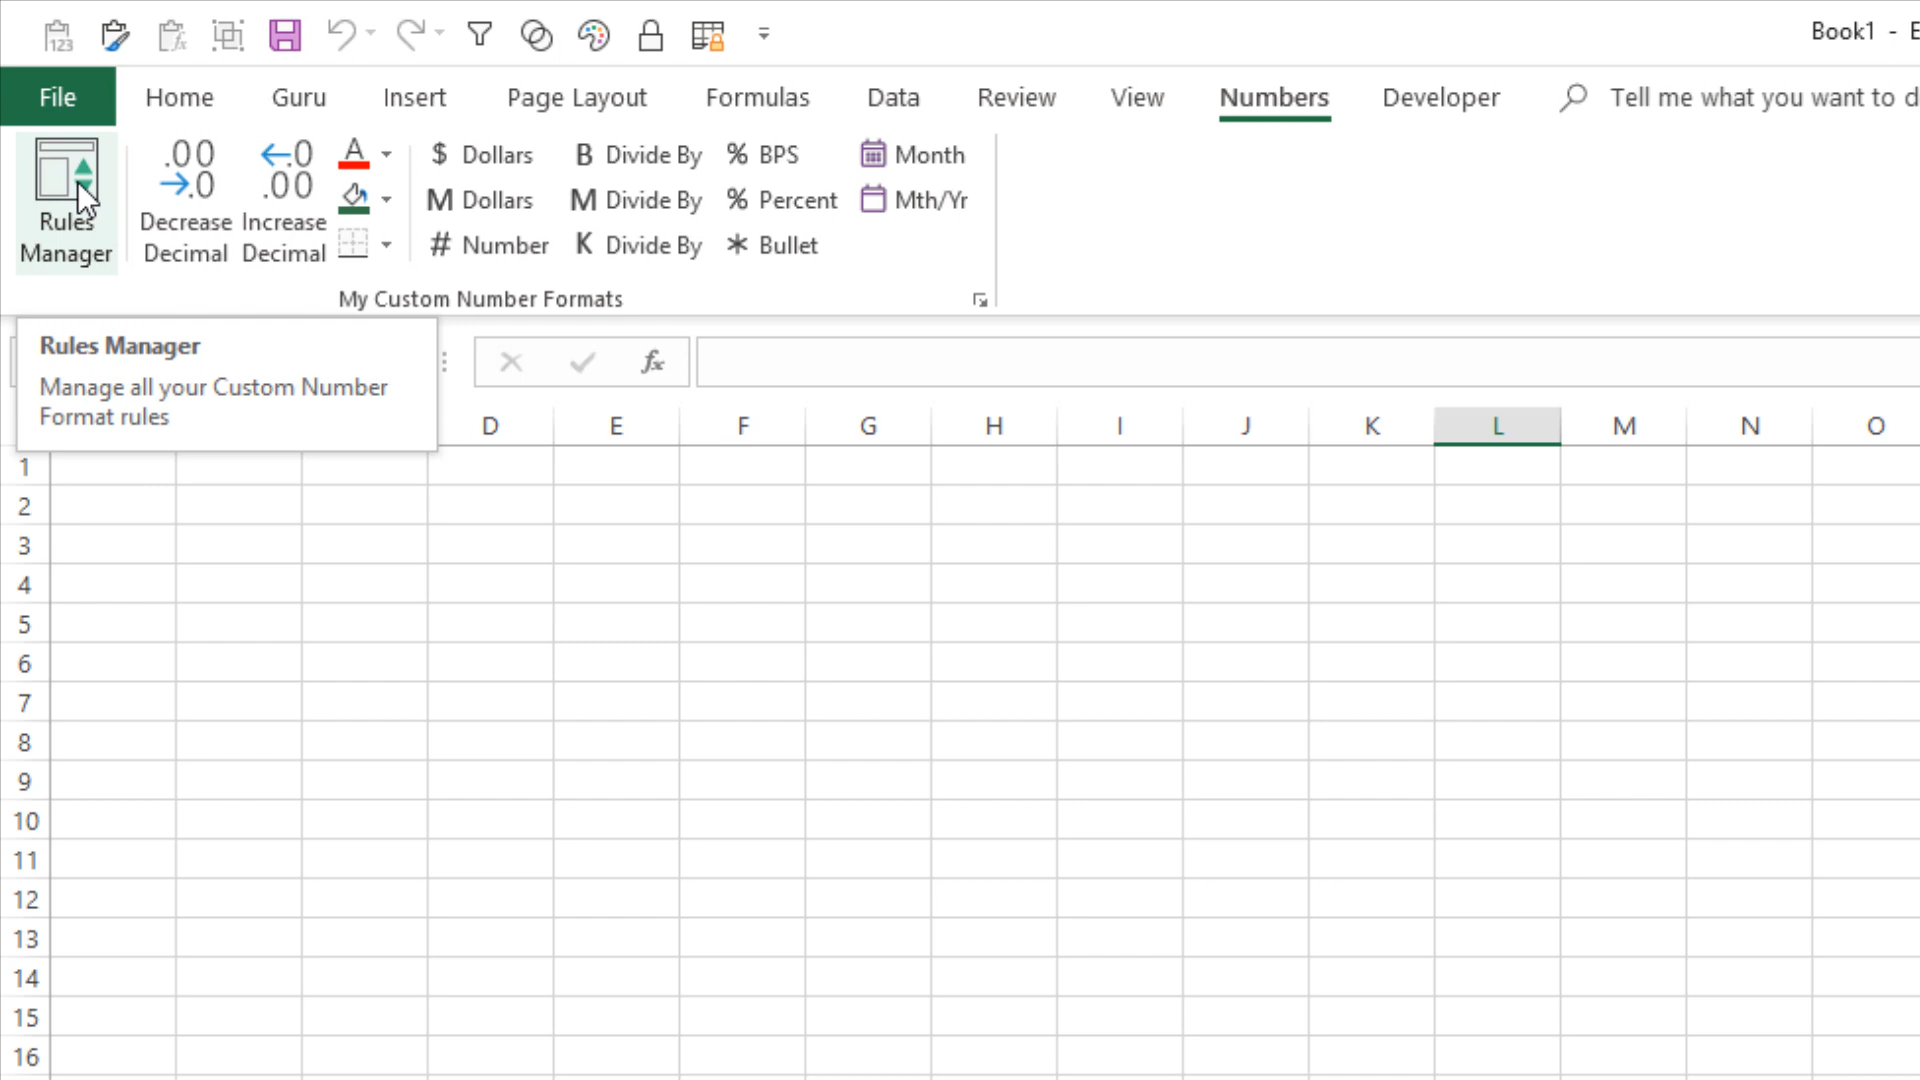 Book1 - E
File Home Guru Insert Page Layout Formulas Data Review View Numbers Developer Tell me what you want to d
Rules Manager
.00 .0 Decrease Decimal
.0 .00 Increase Decimal
A
$ Dollars B Divide By % BPS Month
M Dollars M Divide By % Percent Mth/Yr
# Number K Divide By * Bullet
My Custom Number Formats
Rules Manager
Manage all your Custom Number
Format rules
fx
D E F G H I J K L M N O
1
2
3
4
5
6
7
8
9
10
11
12
13
14
15
16